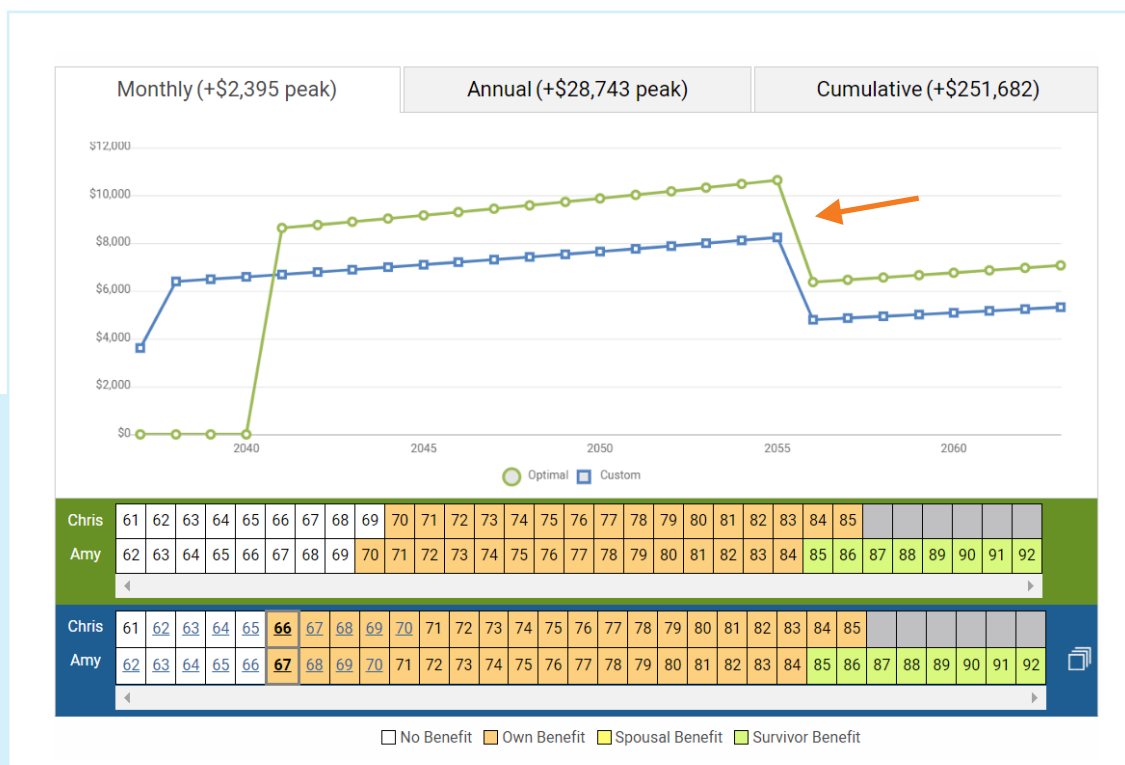 Monthly (+$2,395 peak) Annual (+$28,743 peak) Cumulative (+$251,682)
$12,000
$10,000
$8,000
$6,000
$4,000
$2,000
$0
2040 2045 2050 2055 2060
Optimal Custom
Chris 61 62 63 64 65 66 67 68 69 70 71 72 73 74 75 76 77 78 79 80 81 82 83 84 85
Amy 62 63 64 65 66 67 68 69 70 71 72 73 74 75 76 77 78 79 80 81 82 83 84 85 86 87 88 89 90 91 92
Chris 61 62 63 64 65 66 67 68 69 70 71 72 73 74 75 76 77 78 79 80 81 82 83 84 85
Amy 62 63 64 65 66 67 68 69 70 71 72 73 74 75 76 77 78 79 80 81 82 83 84 85 86 87 88 89 90 91 92
No Benefit Own Benefit Spousal Benefit Survivor Benefit